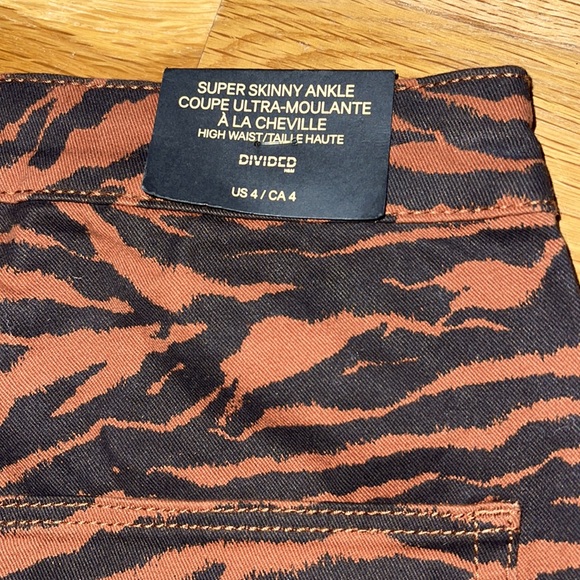 SUPER SKINNY ANKLE
COUPE ULTRA-MOULANTE
À LA CHEVILLE
HIGH WAIST/TAILLE HAUTE
DIVIDED
H&M
US 4 / CA 4